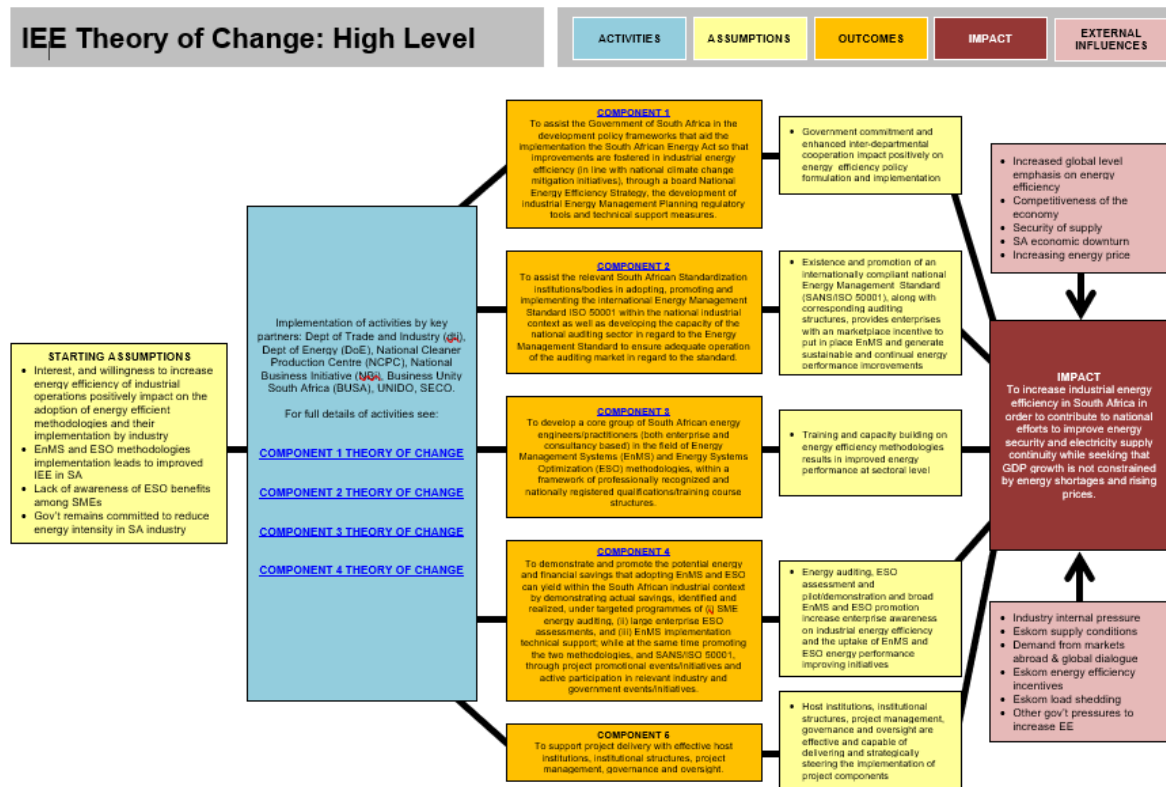 IEE Theory of Change: High Level
ACTIVITIES
ASSUMPTIONS
OUTCOMES
IMPACT
EXTERNAL
INFLUENCES
STARTING ASSUMPTIONS
• Interest, and willingness to increase
energy efficiency of industrial
operations positively impact on the
adoption of energy efficient
methodologies and their
implementation by industry
• EnMS and ESO methodologies
implementation leads to improved
IEE in SA
• Lack of awareness of ESO benefits
among SMEs
• Gov't remains committed to reduce
energy intensity in SA industry
Implementation of activities by key
partners: Dept of Trade and Industry (dti),
Dept of Energy (DoE), National Cleaner
Production Centre (NCPC), National
Business Initiative (NBi), Business Unity
South Africa (BUSA), UNIDO, SECO.
For full details of activities see:
COMPONENT 1 THEORY OF CHANGE
COMPONENT 2 THEORY OF CHANGE
COMPONENT 3 THEORY OF CHANGE
COMPONENT 4 THEORY OF CHANGE
COMPONENT 1
To assist the Government of South Africa in the
development policy frameworks that aid the
implementation the South African Energy Act so that
improvements are fostered in industrial energy
efficiency (in line with national climate change
mitigation initiatives), through a board National
Energy Efficiency Strategy, the development of
industrial Energy Management Planning regulatory
tools and technical support measures.
COMPONENT 2
To assist the relevant South African Standardization
institutions/bodies in adopting, promoting and
implementing the international Energy Management
Standard ISO 50001 within the national industrial
context as well as developing the capacity of the
national auditing sector in regard to the Energy
Management Standard to ensure adequate operation
of the auditing market in regard to the standard.
COMPONENT 3
To develop a core group of South African energy
engineers/practitioners (both enterprise and
consultancy based) in the field of Energy
Management Systems (EnMS) and Energy Systems
Optimization (ESO) methodologies, within a
framework of professionally recognized and
nationally registered qualifications/training course
structures.
COMPONENT 4
To demonstrate and promote the potential energy
and financial savings that adopting EnMS and ESO
can yield within the South African industrial context
by demonstrating actual savings, identified and
realized, under targeted programmes of (i) SME
energy auditing, (ii) large enterprise ESO
assessments, and (iii) EnMS implementation
technical support; while at the same time promoting
the two methodologies, and SANS/ISO 50001,
through project promotional events/initiatives and
active participation in relevant industry and
government events/initiatives.
COMPONENT 5
To support project delivery with effective host
institutions, institutional structures, project
management, governance and oversight.
• Government commitment and
enhanced inter-departmental
cooperation impact positively on
energy efficiency policy
formulation and implementation
• Existence and promotion of an
internationally compliant national
Energy Management Standard
(SANS/ISO 50001), along with
corresponding auditing
structures, provides enterprises
with an marketplace incentive to
put in place EnMS and generate
sustainable and continual energy
performance improvements
• Training and capacity building on
energy efficiency methodologies
results in improved energy
performance at sectoral level
• Energy auditing, ESO
assessment and
pilot/demonstration and broad
EnMS and ESO promotion
increase enterprise awareness
on industrial energy efficiency
and the uptake of EnMS and
ESO energy performance
improving initiatives
• Host institutions, institutional
structures, project management,
governance and oversight are
effective and capable of
delivering and strategically
steering the implementation of
project components
• Increased global level
emphasis on energy
efficiency
• Competitiveness of the
economy
• Security of supply
• SA economic downturn
• Increasing energy price
IMPACT
To increase industrial energy
efficiency in South Africa in
order to contribute to national
efforts to improve energy
security and electricity supply
continuity while seeking that
GDP growth is not constrained
by energy shortages and rising
prices.
• Industry internal pressure
• Eskom supply conditions
• Demand from markets
abroad & global dialogue
• Eskom energy efficiency
incentives
• Eskom load shedding
• Other gov't pressures to
increase EE